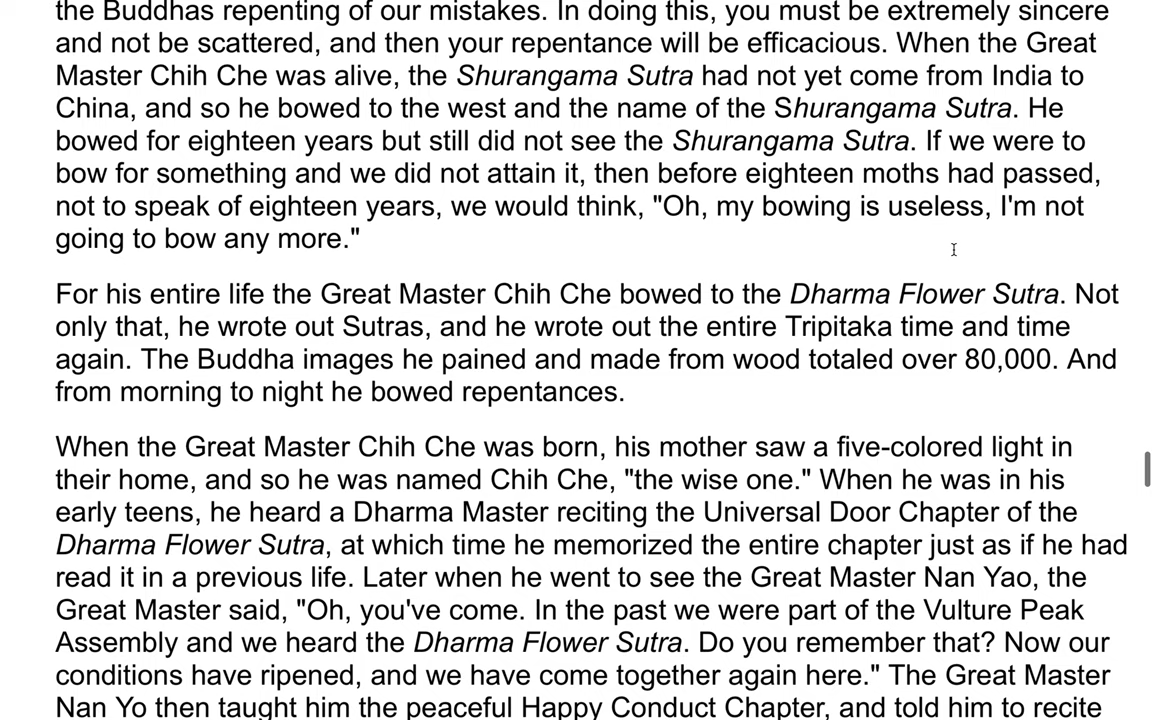 the Buddhas repenting of our mistakes. In doing this, you must be extremely sincere
and not be scattered, and then your repentance will be efficacious. When the Great
Master Chih Che was alive, the Shurangama Sutra had not yet come from India to
China, and so he bowed to the west and the name of the Shurangama Sutra. He
bowed for eighteen years but still did not see the Shurangama Sutra. If we were to
bow for something and we did not attain it, then before eighteen moths had passed,
not to speak of eighteen years, we would think, "Oh, my bowing is useless, I'm not
going to bow any more."
For his entire life the Great Master Chih Che bowed to the Dharma Flower Sutra. Not
only that, he wrote out Sutras, and he wrote out the entire Tripitaka time and time
again. The Buddha images he pained and made from wood totaled over 80,000. And
from morning to night he bowed repentances.
When the Great Master Chih Che was born, his mother saw a five-colored light in
their home, and so he was named Chih Che, "the wise one." When he was in his
early teens, he heard a Dharma Master reciting the Universal Door Chapter of the
Dharma Flower Sutra, at which time he memorized the entire chapter just as if he had
read it in a previous life. Later when he went to see the Great Master Nan Yao, the
Great Master said, "Oh, you've come. In the past we were part of the Vulture Peak
Assembly and we heard the Dharma Flower Sutra. Do you remember that? Now our
conditions have ripened, and we have come together again here." The Great Master
Nan Yo then taught him the peaceful Happy Conduct Chapter, and told him to recite